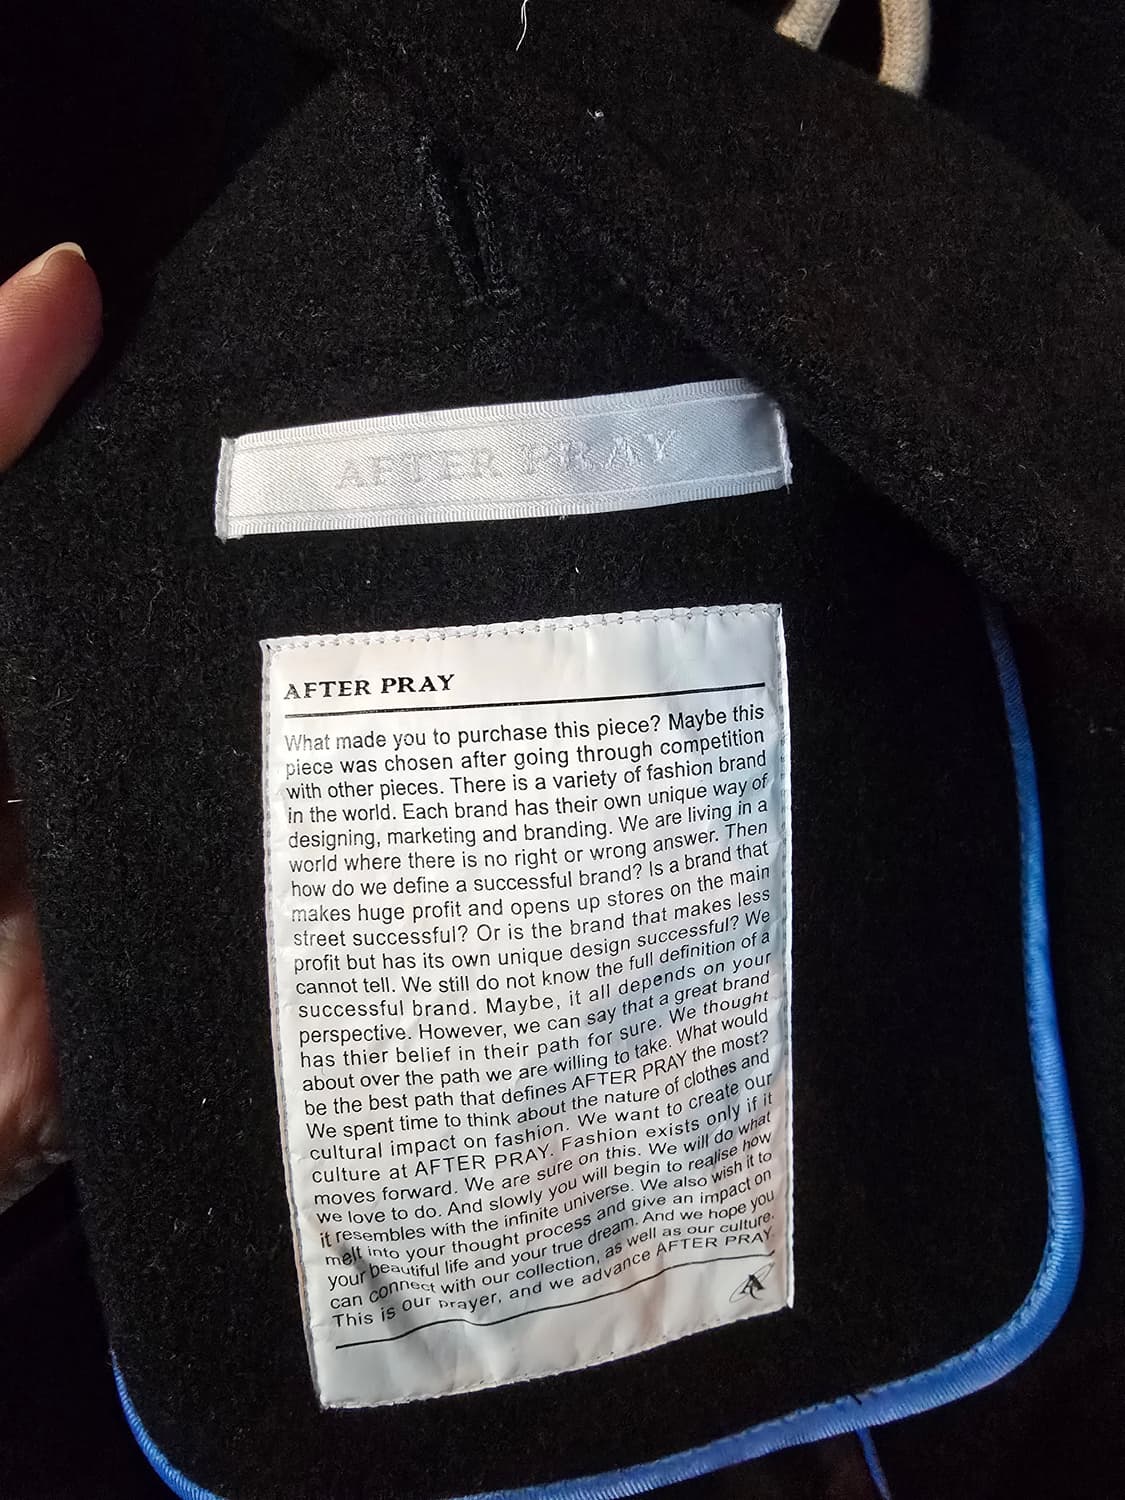 AFTER PRAY
AFTER PRAY
What made you to purchase this piece? Maybe this
piece was chosen after going through competition
with other pieces. There is a variety of fashion brand
in the world. Each brand has their own unique way of
designing, marketing and branding. We are living in a
world where there is no right or wrong answer. Then
how do we define a successful brand? Is a brand that
makes huge profit and opens up stores on the main
street successful? Or is the brand that makes less
profit but has its own unique design successful? We
cannot tell. We still do not know the full definition of a
successful brand. Maybe, it all depends on your
perspective. However, we can say that a great brand
has thier belief in their path for sure. We thought
about over the path we are willing to take. What would
be the best path that defines AFTER PRAY the most?
We spent time to think about the nature of clothes and
cultural impact on fashion. We want to create our
culture at AFTER PRAY. Fashion exists only if it
moves forward. We are sure on this. We will do what
we love to do. And slowly you will begin to realise how
it resembles with the infinite universe. We also wish it to
melt into your thought process and give an impact on
your beautiful life and your true dream. And we hope you
can connect with our collection, as well as our culture.
This is our prayer, and we advance AFTER PRAY.